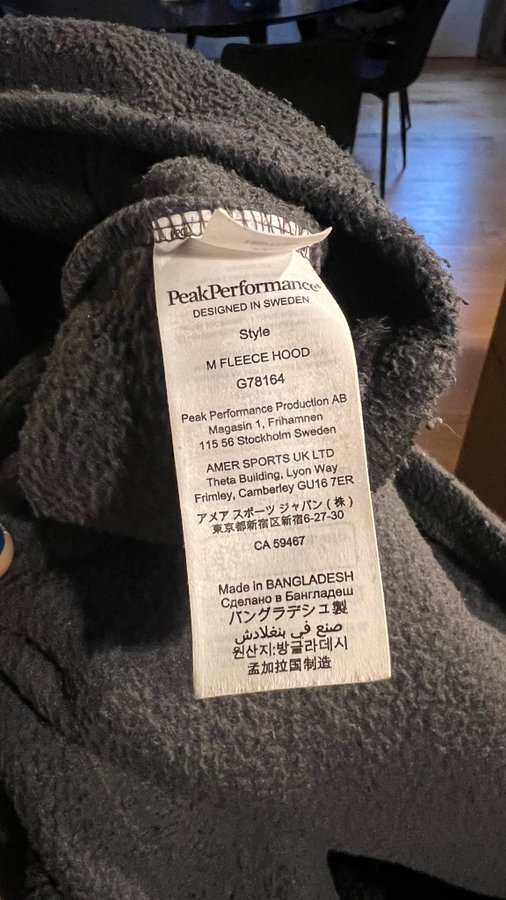 PeakPerformance®
DESIGNED IN SWEDEN
Style
M FLEECE HOOD
G78164
Peak Performance Production AB
Magasin 1, Frihamnen
115 56 Stockholm Sweden
AMER SPORTS UK LTD
Theta Building, Lyon Way
Frimley, Camberley GU16 7ER
アメア スポーツ ジャパン (株)
東京都新宿区新宿6-27-30
CA 59467
Made in BANGLADESH
Сделано в Бангладеш
バングラデシュ製
صنع في بنغلادش
원산지:방글라데시
孟加拉国制造